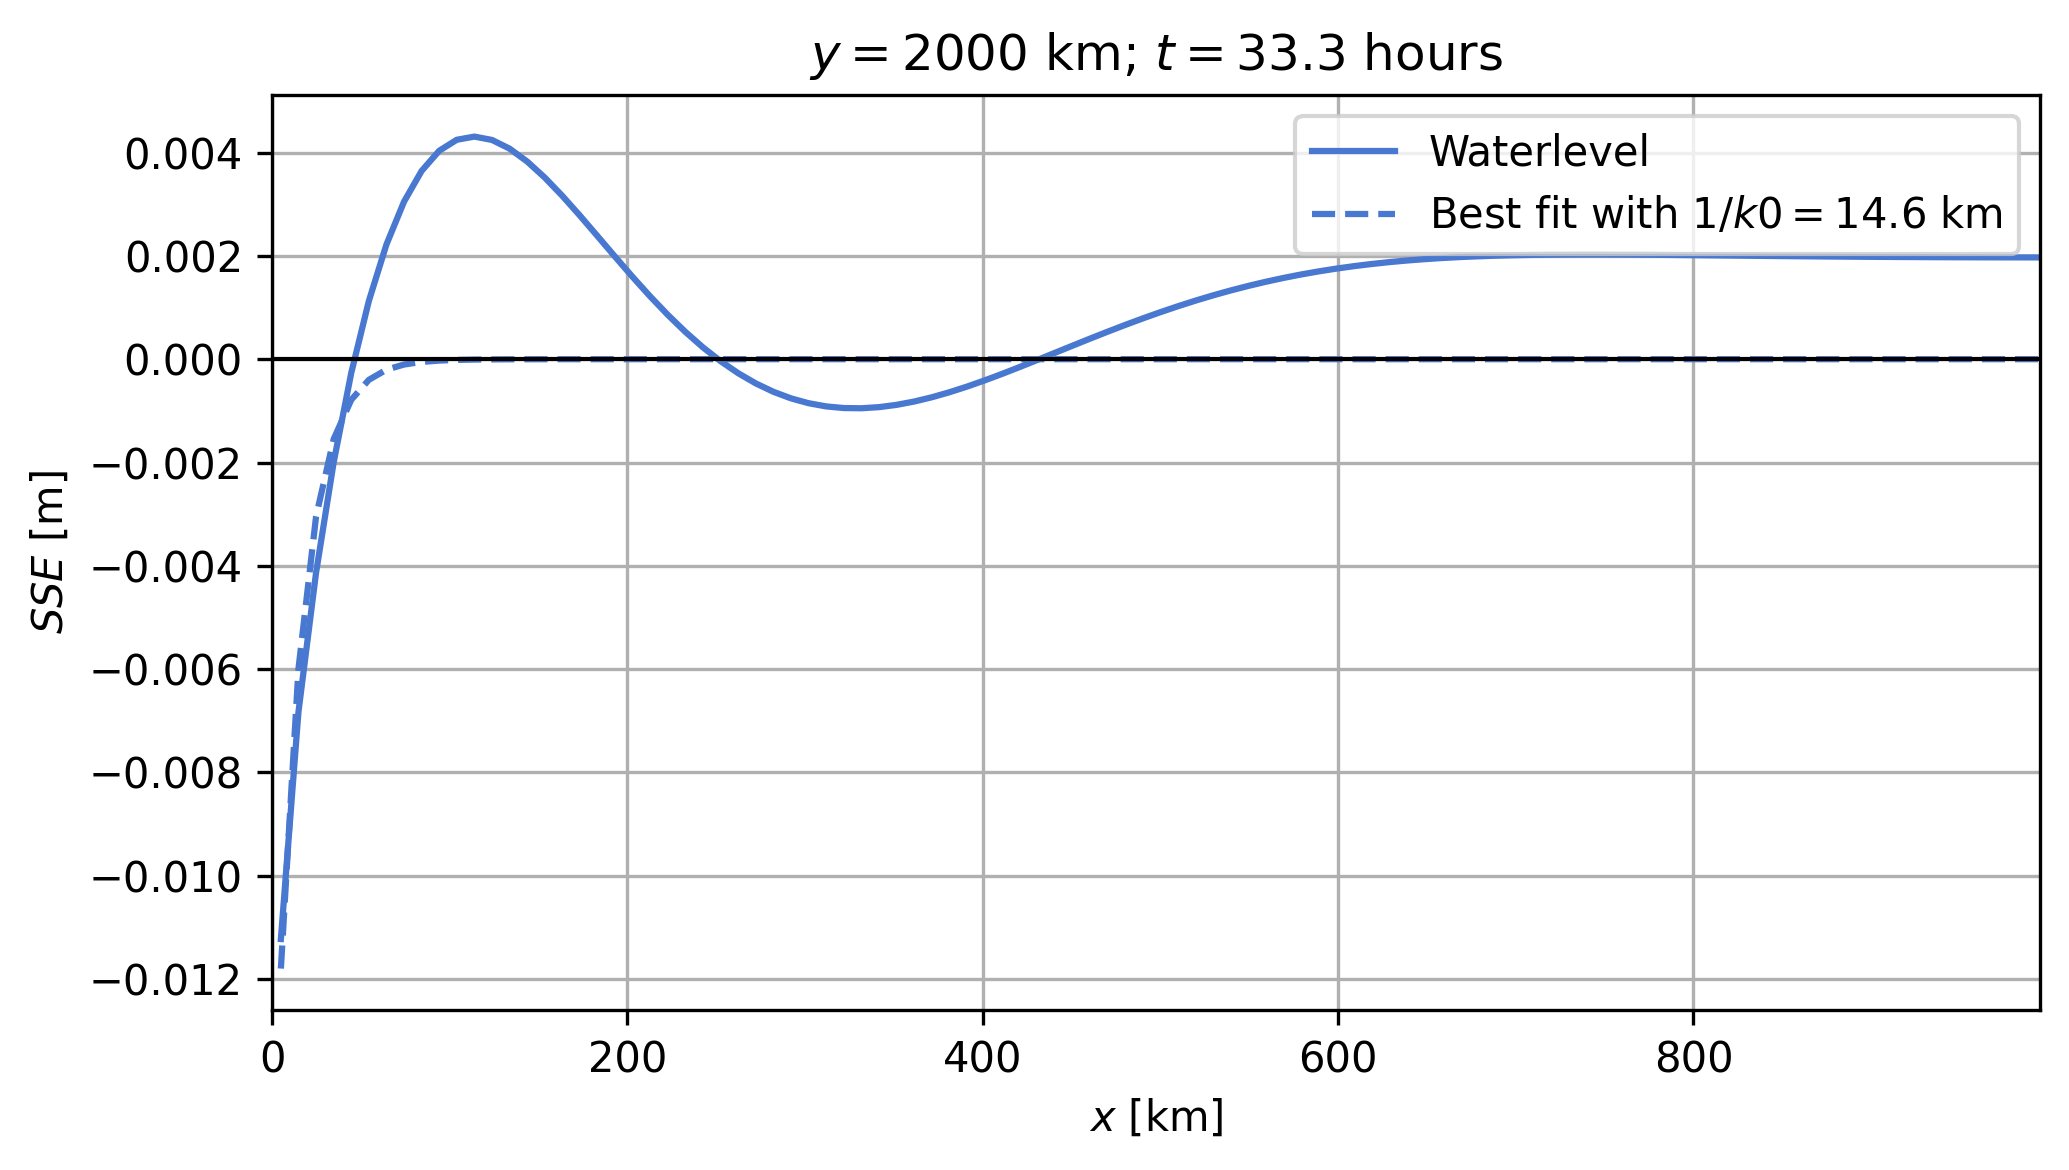 y = 2000 km; t = 33.3 hours
Waterlevel
Best fit with 1/k0 = 14.6 km
0.004
0.002
0.000
−0.002
−0.004
−0.006
−0.008
−0.010
−0.012
SSE [m]
0 200 400 600 800
x [km]